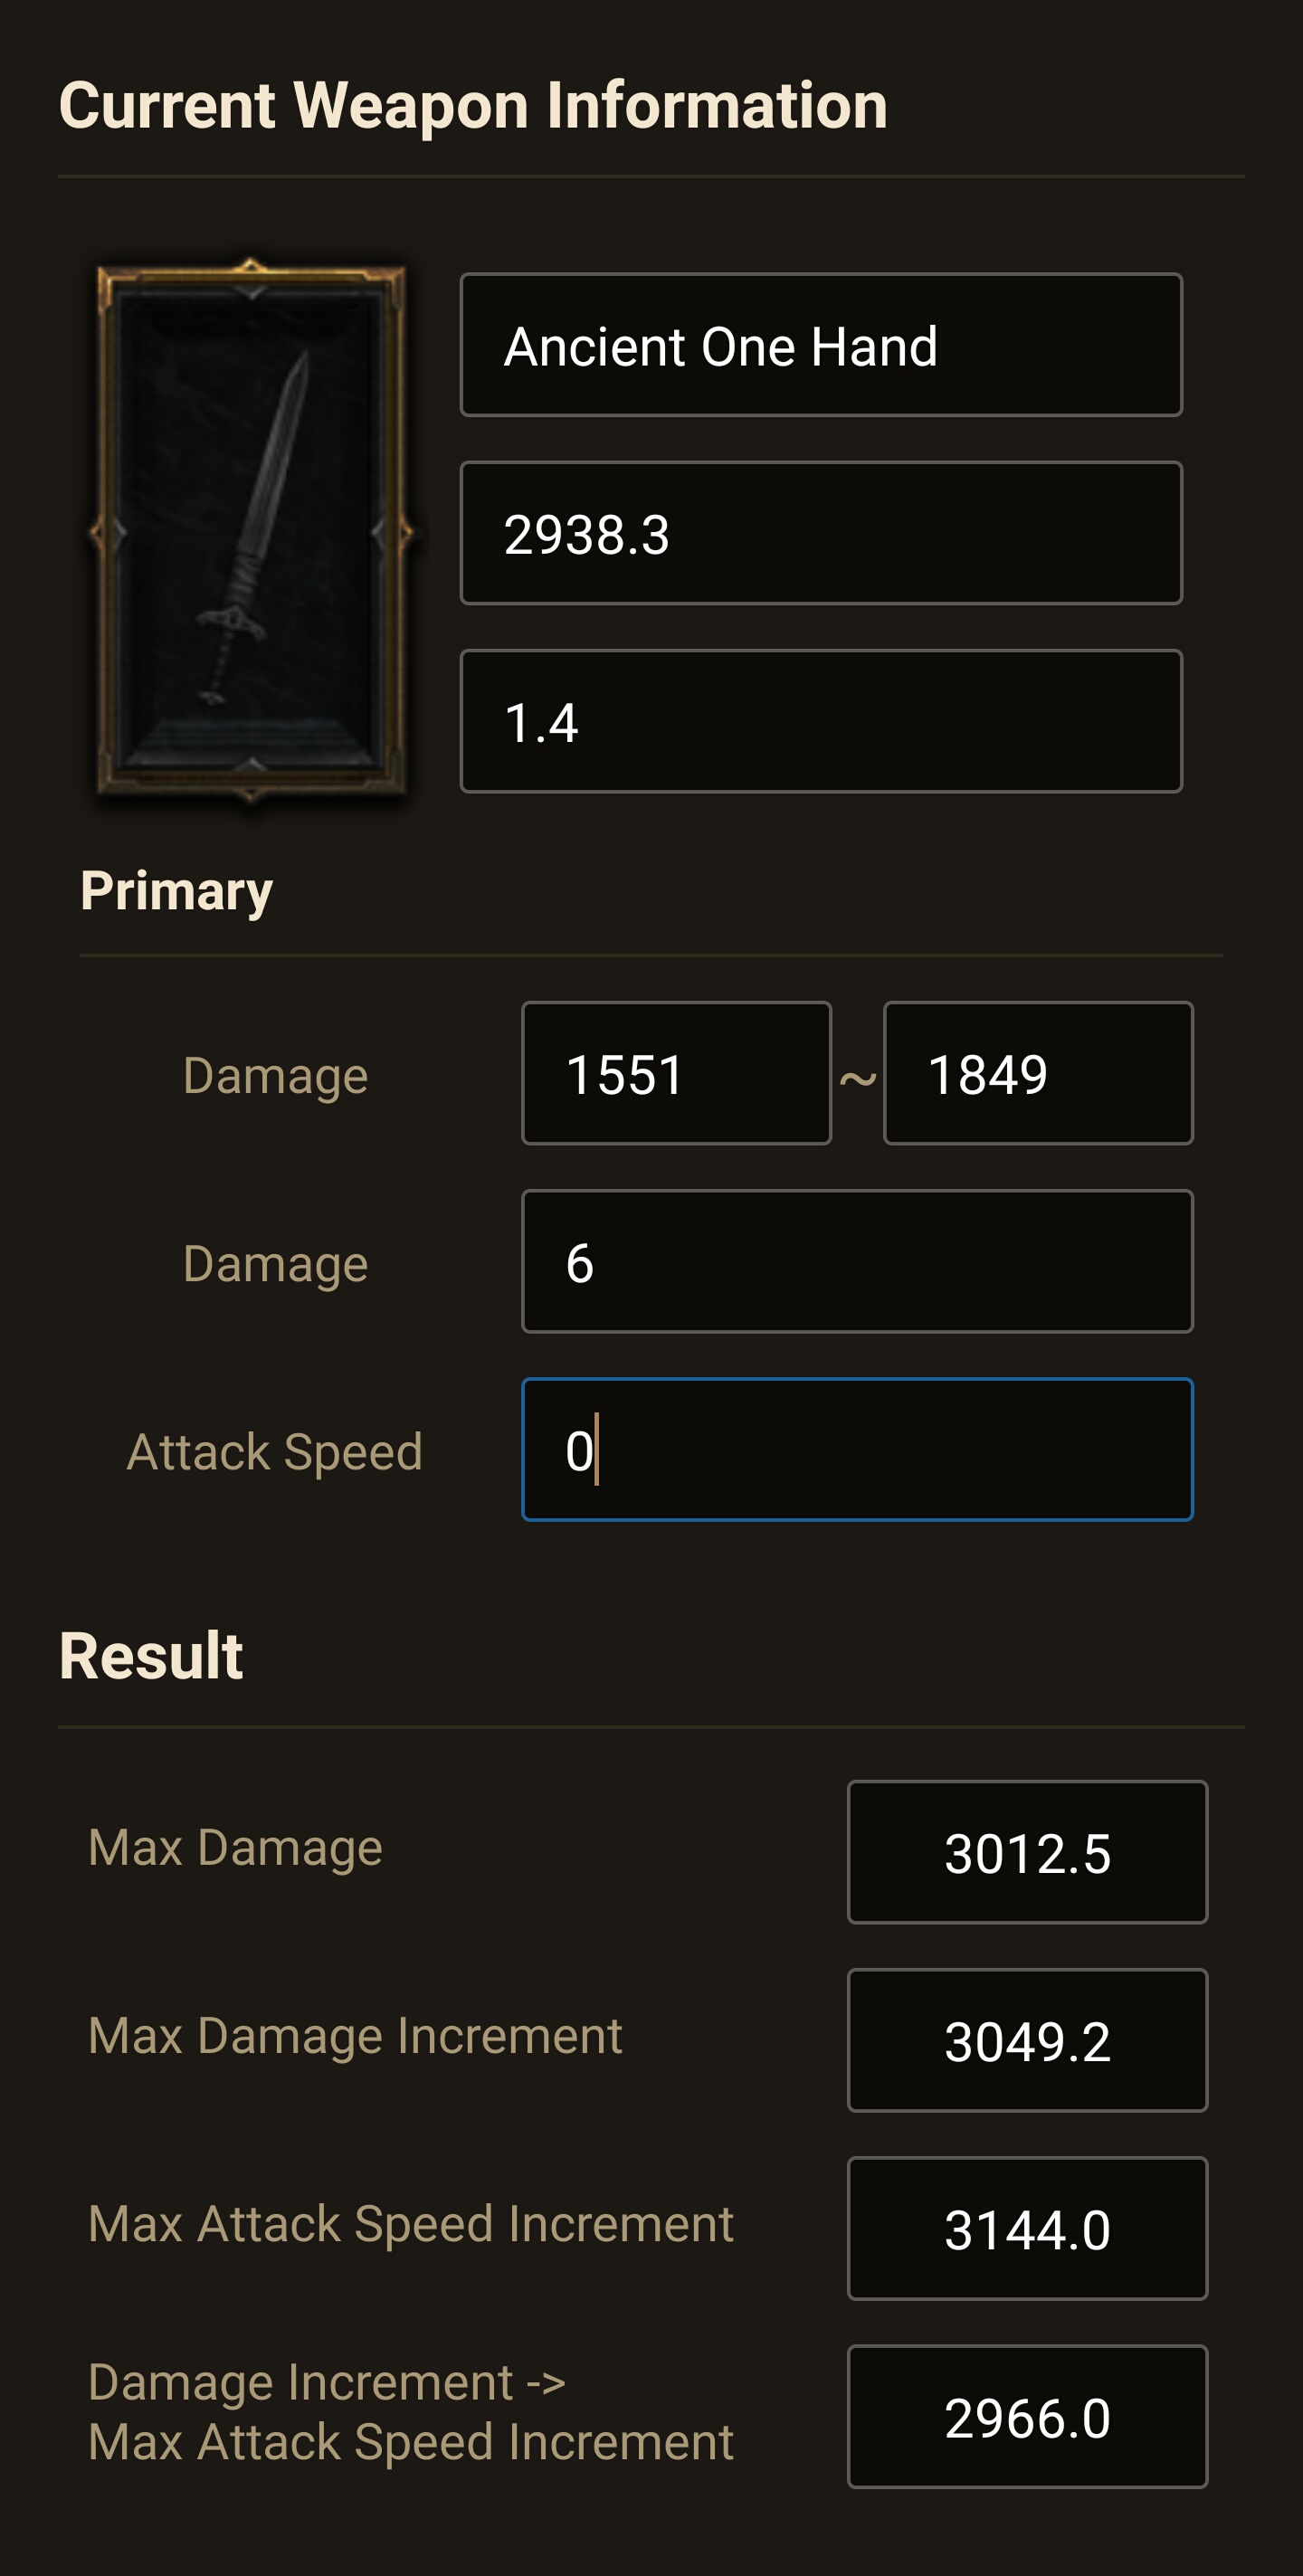 Current Weapon Information
Ancient One Hand
2938.3
1.4
Primary
Damage 1551 ~ 1849
Damage 6
Attack Speed 0
Result
Max Damage 3012.5
Max Damage Increment 3049.2
Max Attack Speed Increment 3144.0
Damage Increment ->
Max Attack Speed Increment 2966.0